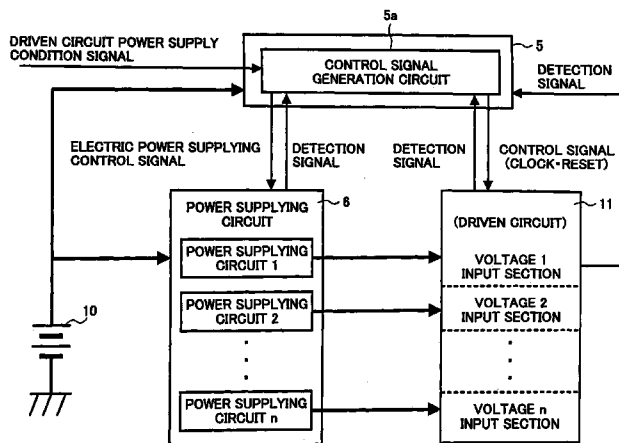 5a
DRIVEN CIRCUIT POWER SUPPLY
CONDITION SIGNAL
5
CONTROL SIGNAL
GENERATION CIRCUIT
DETECTION
SIGNAL
ELECTRIC POWER SUPPLYING
CONTROL SIGNAL
DETECTION
SIGNAL
DETECTION
SIGNAL
CONTROL SIGNAL
(CLOCK·RESET)
6
11
POWER SUPPLYING
CIRCUIT
(DRIVEN CIRCUIT)
POWER SUPPLYING
CIRCUIT 1
VOLTAGE 1
INPUT SECTION
10
POWER SUPPLYING
CIRCUIT 2
VOLTAGE 2
INPUT SECTION
POWER SUPPLYING
CIRCUIT n
VOLTAGE n
INPUT SECTION